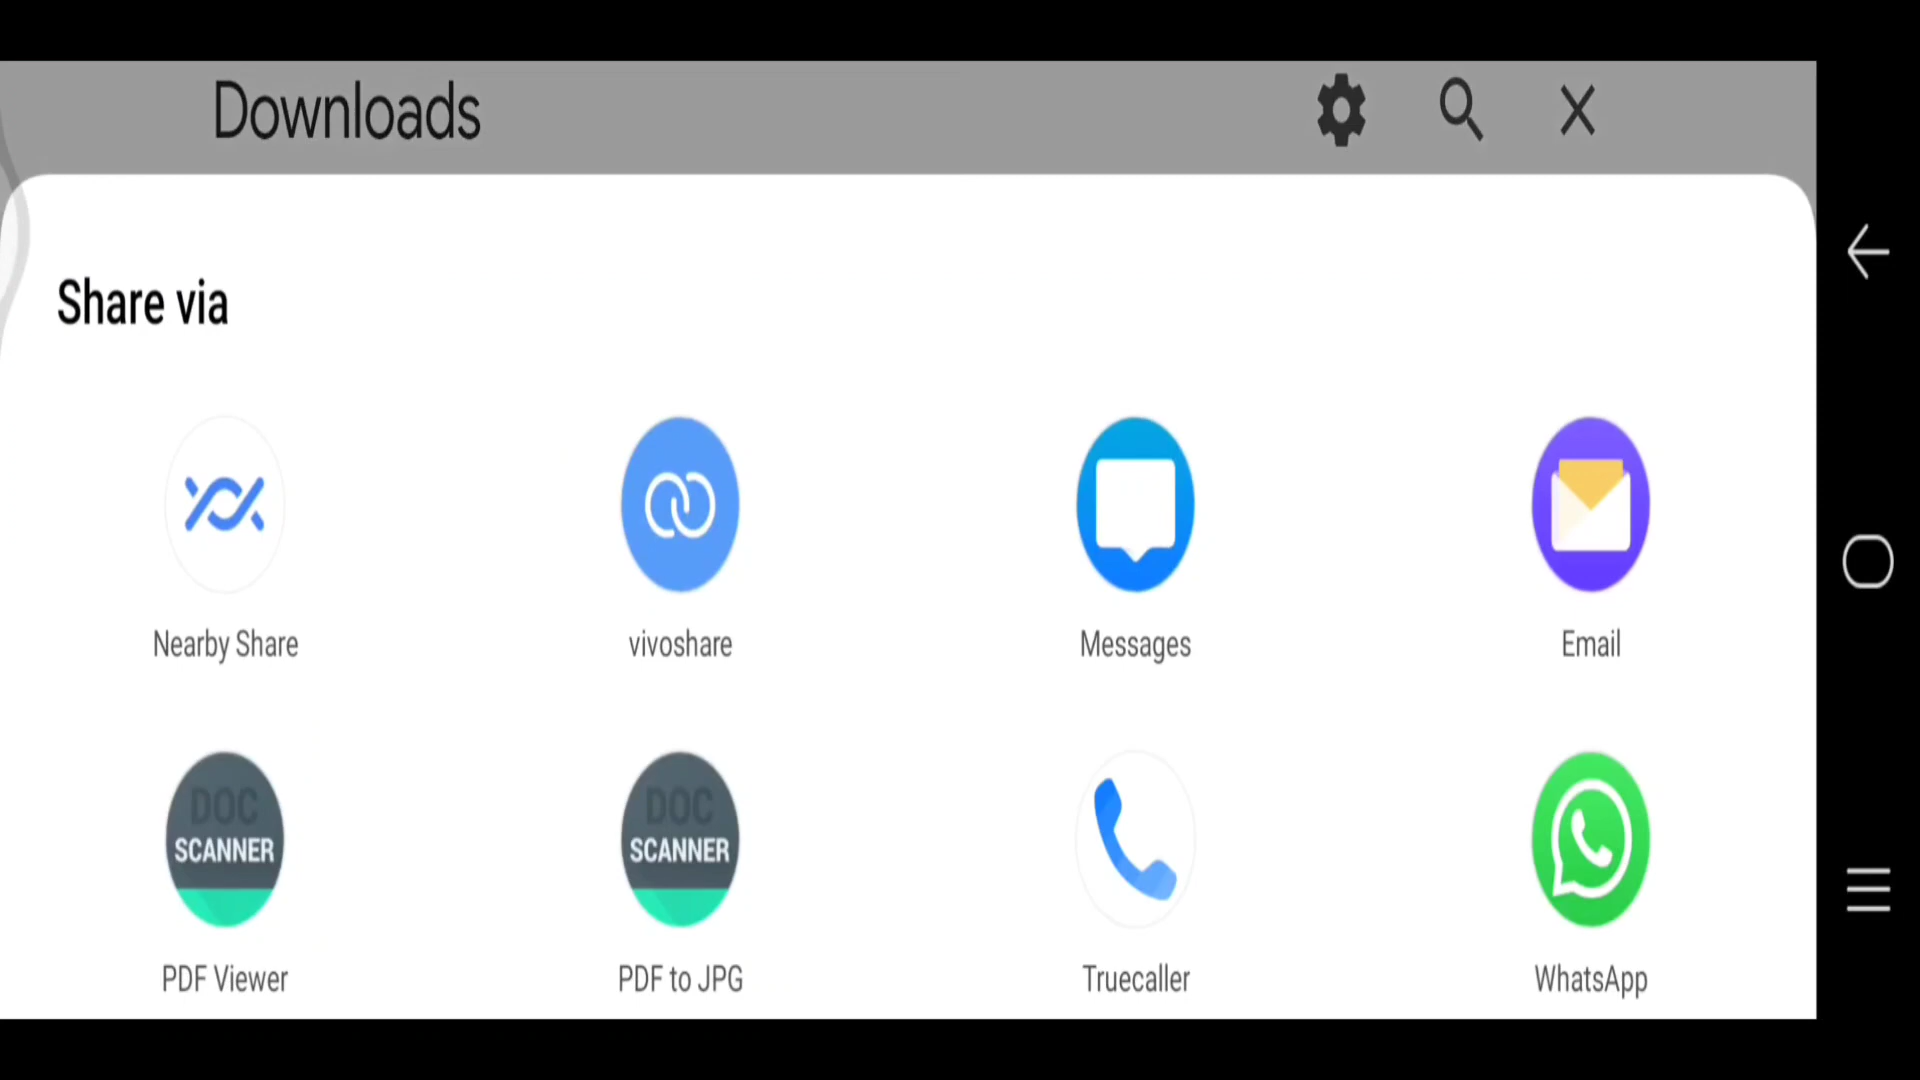 Downloads
Share via
Nearby Share
vivoshare
Messages
Email
DOC
SCANNER
DOC
SCANNER
PDF Viewer
PDF to JPG
Truecaller
WhatsApp